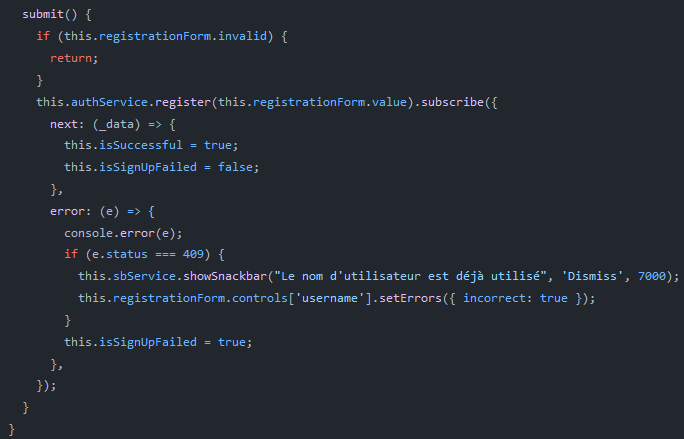 submit() {
if (this.registrationForm.invalid) {
return;
}
this.authService.register(this.registrationForm.value).subscribe({
next: (_data) => {
this.isSuccessful = true;
this.isSignUpFailed = false;
},
error: (e) => {
console.error(e);
if (e.status === 409) {
this.sbService.showSnackbar("Le nom d'utilisateur est déjà utilisé", 'Dismiss', 7000);
this.registrationForm.controls['username'].setErrors({ incorrect: true });
}
this.isSignUpFailed = true;
},
});
}
}